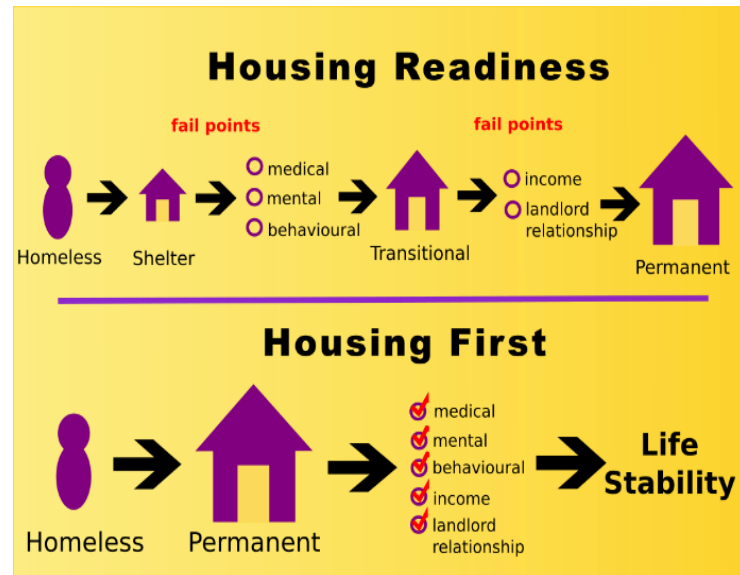 Housing Readiness
fail points
fail points
medical
mental
behavioural
income
landlord
relationship
Homeless
Shelter
Transitional
Permanent
Housing First
medical
mental
behavioural
income
landlord
relationship
Life
Stability
Homeless
Permanent